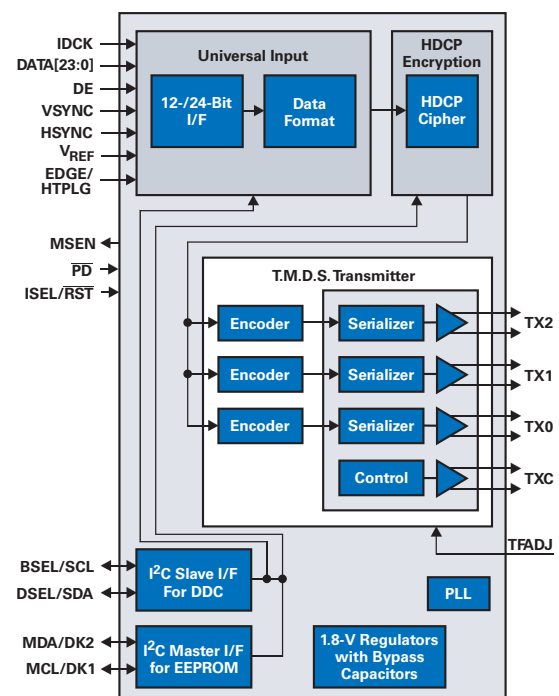 IDCK
DATA[23:0]
DE
VSYNC
HSYNC
VREF
EDGE/
HTPLG
MSEN
PD
ISEL/RST
BSEL/SCL
DSEL/SDA
MDA/DK2
MCL/DK1
Universal Input
12-/24-Bit
I/F
Data
Format
HDCP
Encryption
HDCP
Cipher
T.M.D.S. Transmitter
Encoder
Serializer
TX2
Encoder
Serializer
TX1
Encoder
Serializer
TX0
Control
TXC
TFADJ
I2C Slave I/F
For DDC
PLL
I2C Master I/F
for EEPROM
1.8-V Regulators
with Bypass
Capacitors